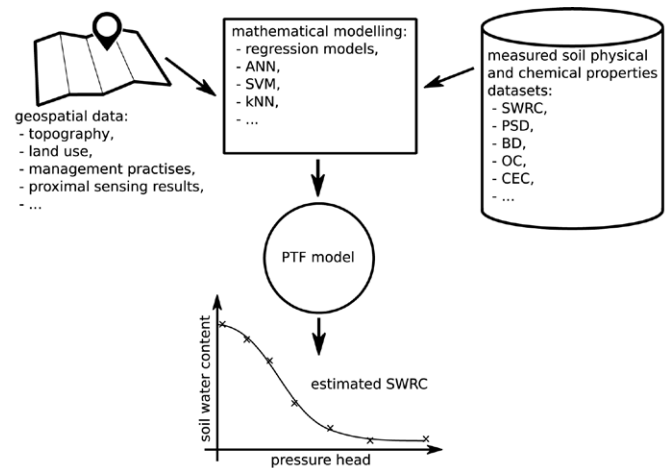 mathematical modelling:
- regression models,
- ANN,
- SVM,
- kNN,
- ...
measured soil physical
and chemical properties
datasets:
- SWRC,
- PSD,
- BD,
- OC,
- CEC,
- ...
geospatial data:
- topography,
- land use,
- management practises,
- proximal sensing results,
- ...
PTF model
soil water content
estimated SWRC
pressure head